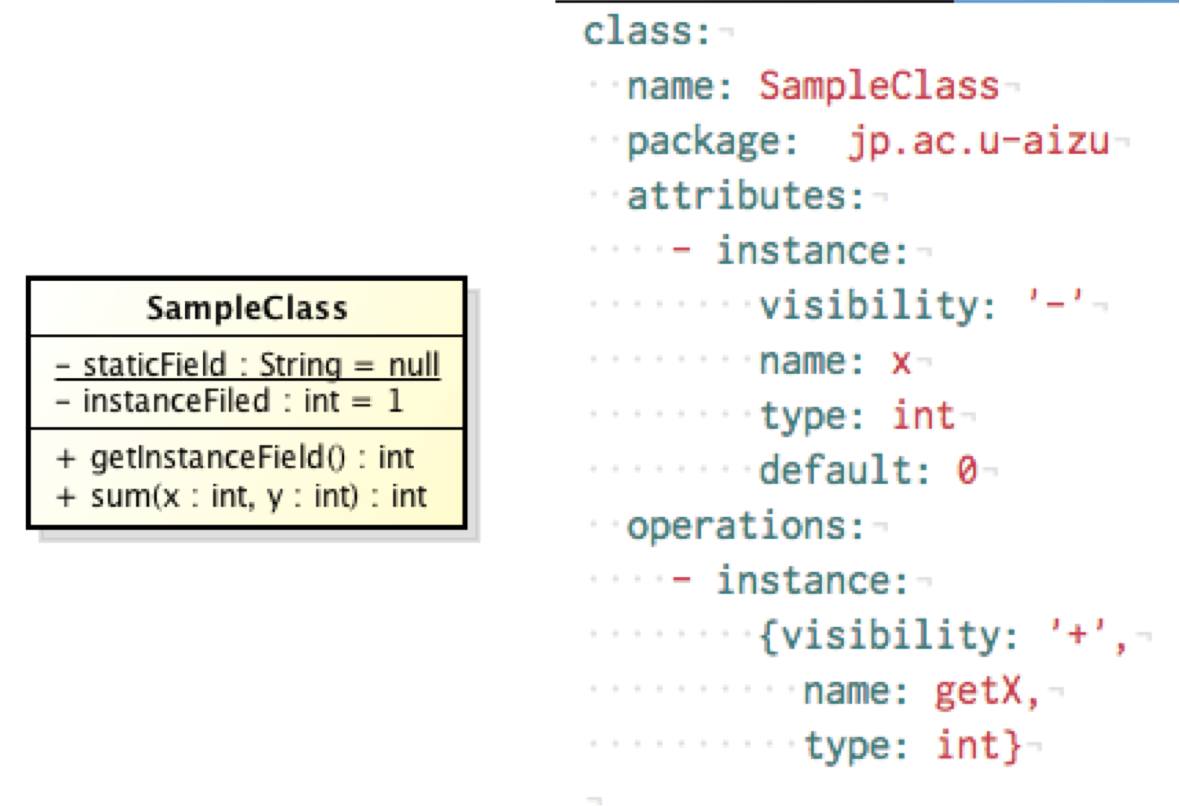 SampleClass
- staticField : String = null
- instanceFiled : int = 1
+ getInstanceField() : int
+ sum(x : int, y : int) : int
class:
  name: SampleClass
  package:  jp.ac.u-aizu
  attributes:
    - instance:
        visibility: '-'
        name: x
        type: int
        default: 0
  operations:
    - instance:
        {visibility: '+',
          name: getX,
          type: int}